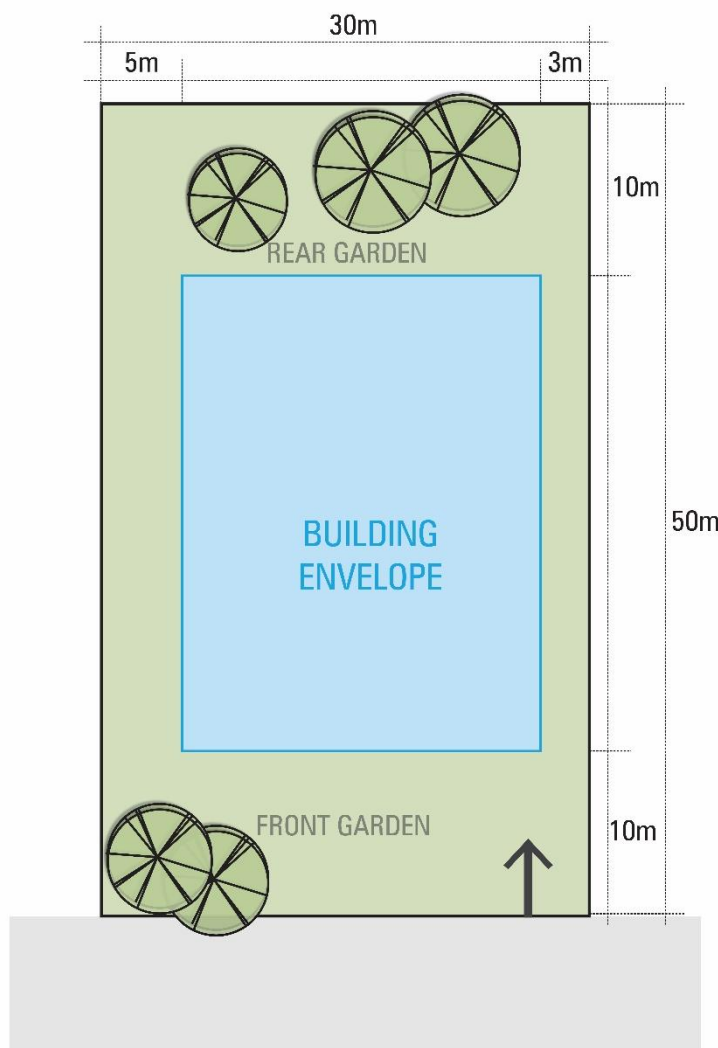 30m
5m
3m
10m
REAR GARDEN
BUILDING
ENVELOPE
50m
FRONT GARDEN
10m